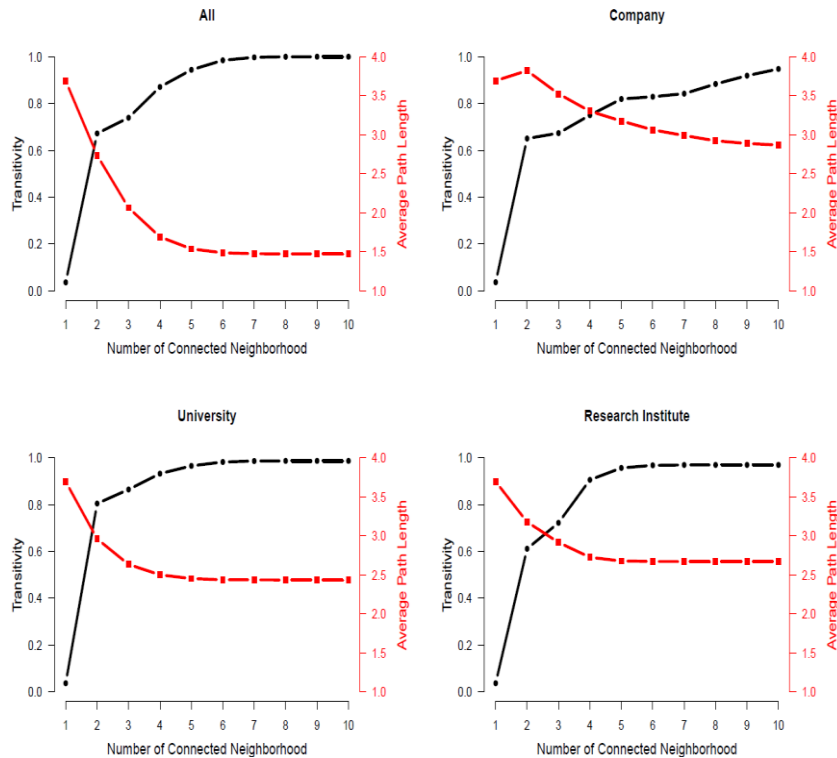 All
Transitivity
0.0 0.2 0.4 0.6 0.8 1.0
1.0 1.5 2.0 2.5 3.0 3.5 4.0
Average Path Length
1 2 3 4 5 6 7 8 9 10
Number of Connected Neighborhood
Company
Transitivity
0.0 0.2 0.4 0.6 0.8 1.0
1.0 1.5 2.0 2.5 3.0 3.5 4.0
Average Path Length
1 2 3 4 5 6 7 8 9 10
Number of Connected Neighborhood
University
Transitivity
0.0 0.2 0.4 0.6 0.8 1.0
1.0 1.5 2.0 2.5 3.0 3.5 4.0
Average Path Length
1 2 3 4 5 6 7 8 9 10
Number of Connected Neighborhood
Research Institute
Transitivity
0.0 0.2 0.4 0.6 0.8 1.0
1.0 1.5 2.0 2.5 3.0 3.5 4.0
Average Path Length
1 2 3 4 5 6 7 8 9 10
Number of Connected Neighborhood